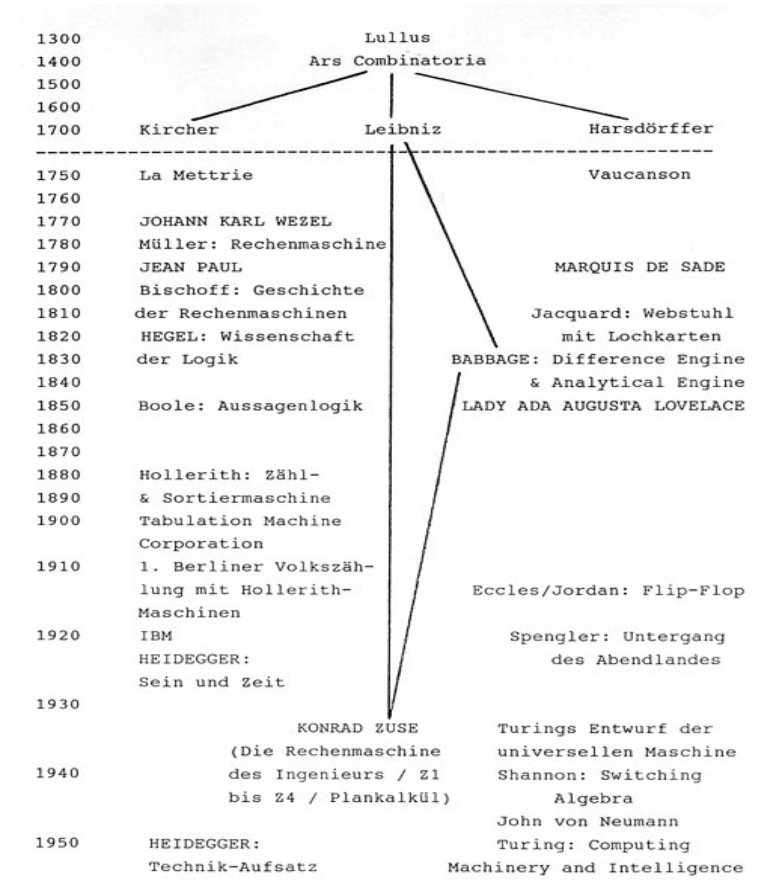 1300 Lullus
1400 Ars Combinatoria
1500
1600
1700 Kircher Leibniz Harsdörffer
1750 La Mettrie Vaucanson
1760
1770 JOHANN KARL WEZEL
1780 Müller: Rechenmaschine
1790 JEAN PAUL MARQUIS DE SADE
1800 Bischoff: Geschichte
1810 der Rechenmaschinen Jacquard: Webstuhl
1820 HEGEL: Wissenschaft mit Lochkarten
1830 der Logik BABBAGE: Difference Engine
1840 & Analytical Engine
1850 Boole: Aussagenlogik LADY ADA AUGUSTA LOVELACE
1860
1870
1880 Hollerith: Zähl-
1890 & Sortiermaschine
1900 Tabulation Machine
Corporation
1910 1. Berliner Volkszäh-
lung mit Hollerith- Eccles/Jordan: Flip-Flop
Maschinen
1920 IBM Spengler: Untergang
HEIDEGGER: des Abendlandes
Sein und Zeit
1930
KONRAD ZUSE Turings Entwurf der
(Die Rechenmaschine universellen Maschine
1940 des Ingenieurs / Z1 Shannon: Switching
bis Z4 / Plankalkül) Algebra
John von Neumann
1950 HEIDEGGER: Turing: Computing
Technik-Aufsatz Machinery and Intelligence